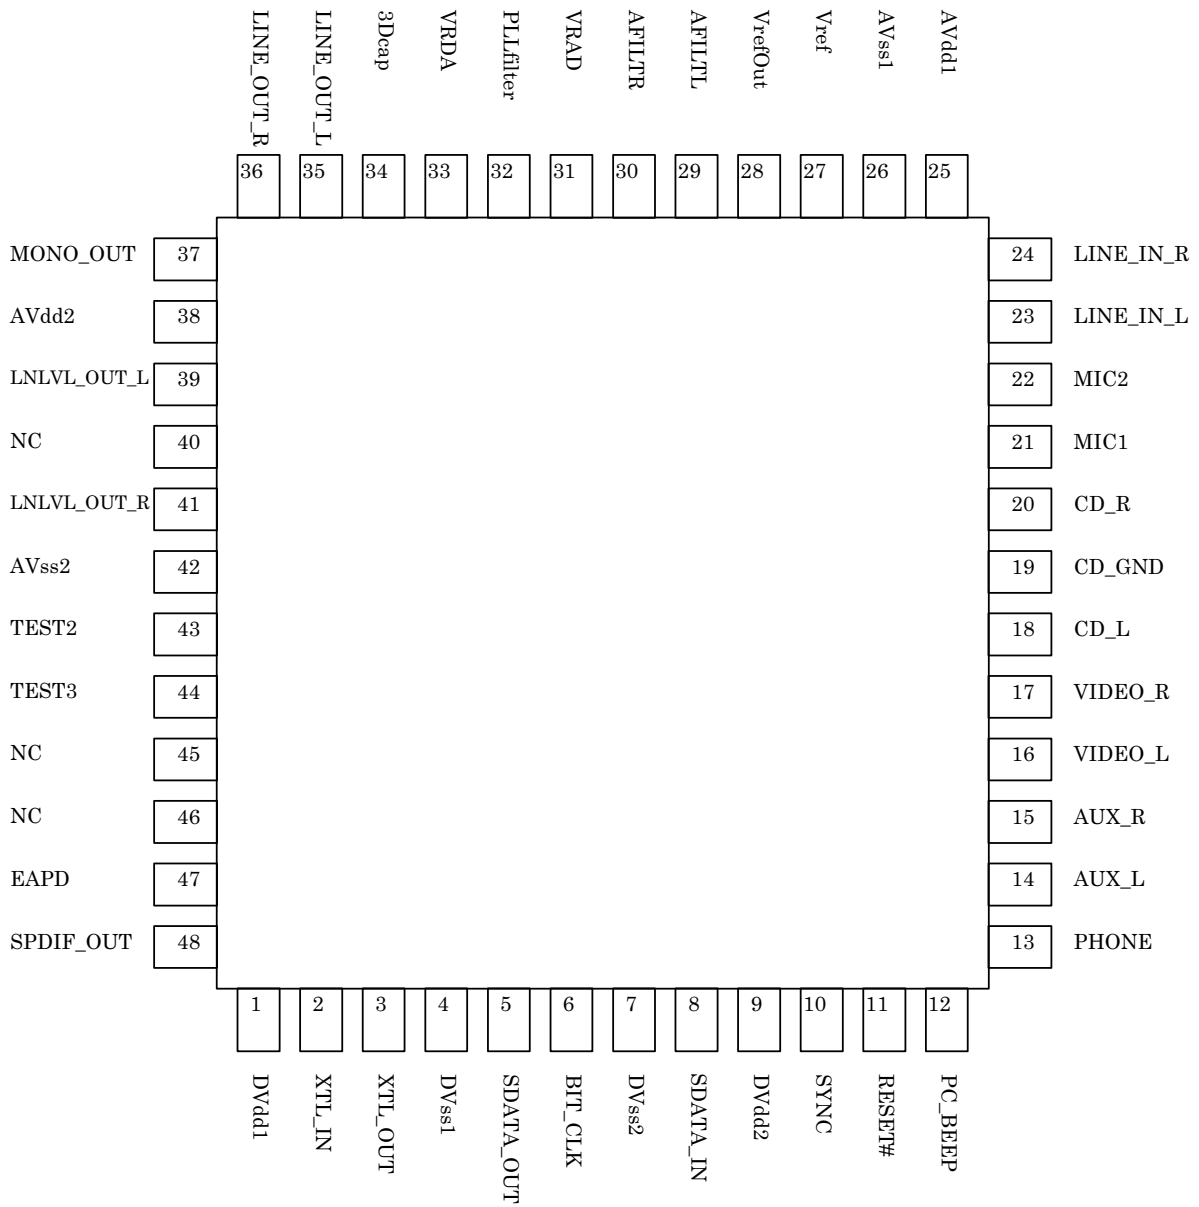 LINE_OUT_R
LINE_OUT_L
3Dcap
VRDA
PLLfilter
VRAD
AFILTR
AFILTL
VrefOut
Vref
AVss1
AVdd1
36 35 34 33 32 31 30 29 28 27 26 25
MONO_OUT 37
24 LINE_IN_R
AVdd2 38
23 LINE_IN_L
LNLVL_OUT_L 39
22 MIC2
NC 40
21 MIC1
LNLVL_OUT_R 41
20 CD_R
AVss2 42
19 CD_GND
TEST2 43
18 CD_L
TEST3 44
17 VIDEO_R
NC 45
16 VIDEO_L
NC 46
15 AUX_R
EAPD 47
14 AUX_L
SPDIF_OUT 48
13 PHONE
1 2 3 4 5 6 7 8 9 10 11 12
DVdd1
XTL_IN
XTL_OUT
DVss1
SDATA_OUT
BIT_CLK
DVss2
SDATA_IN
DVdd2
SYNC
RESET#
PC_BEEP